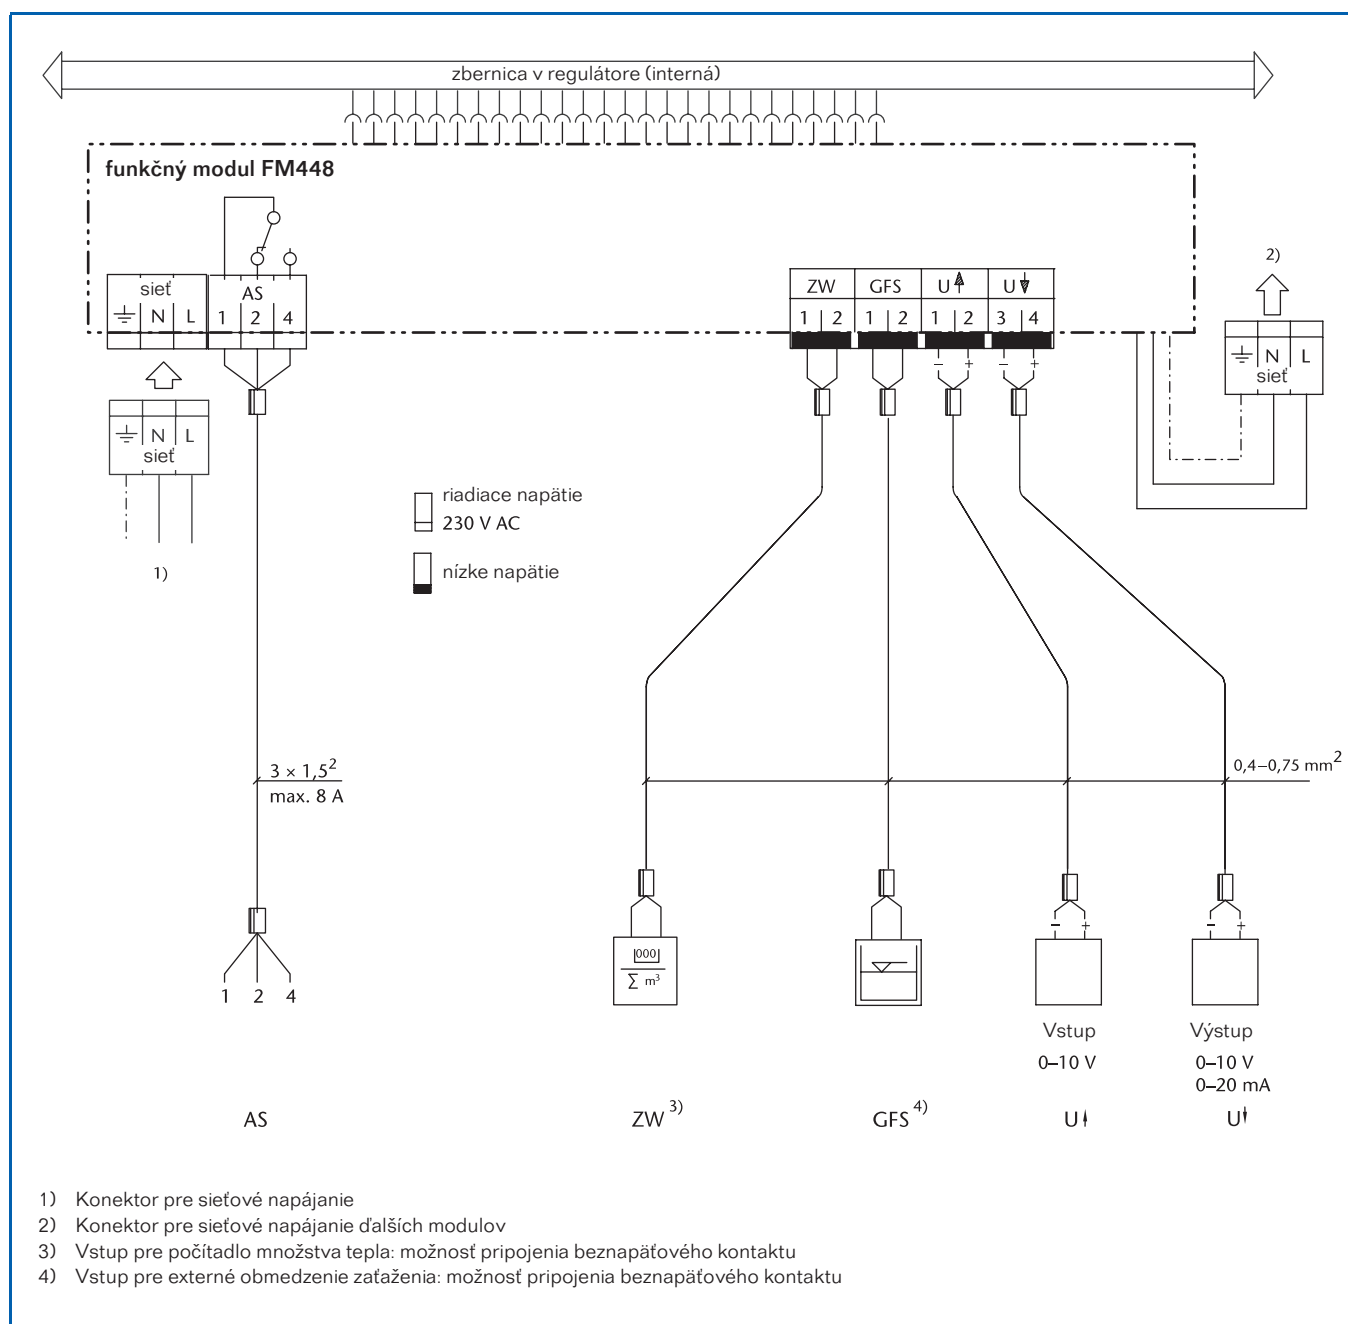 zbernica v regulátore (interná)
funkčný modul FM448
sieť
N L
AS
1 2 4
ZW GFS U U
1 2 1 2 1 2 3 4
– + – +
2)
N L
sieť
N L
sieť
1)
riadiace napätie
230 V AC
nízke napätie
3 × 1,5²
max. 8 A
0,4–0,75 mm²
1 2 4
000
∑ m³
– + – +
Vstup
0–10 V
Výstup
0–10 V
0–20 mA
AS ZW ³⁾ GFS ⁴⁾ U U
1) Konektor pre sieťové napájanie
2) Konektor pre sieťové napájanie ďalších modulov
3) Vstup pre počítadlo množstva tepla: možnosť pripojenia beznapäťového kontaktu
4) Vstup pre externé obmedzenie zaťaženia: možnosť pripojenia beznapäťového kontaktu